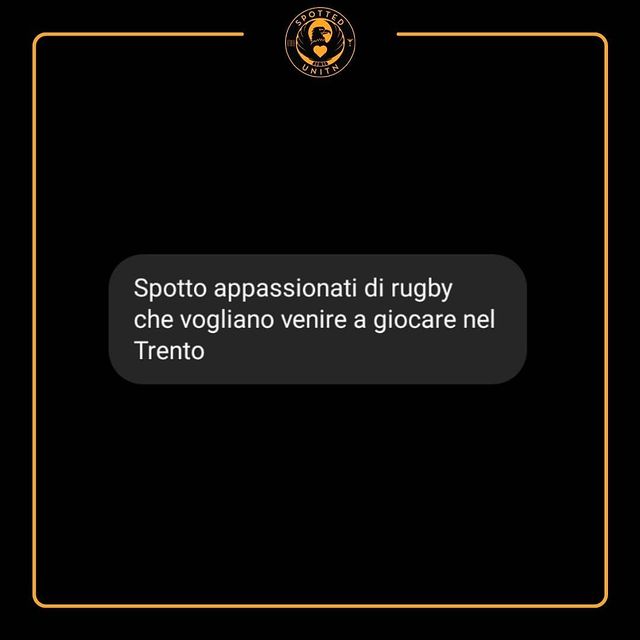 SPOTTED
UNITN
Spotto appassionati di rugby
che vogliano venire a giocare nel
Trento